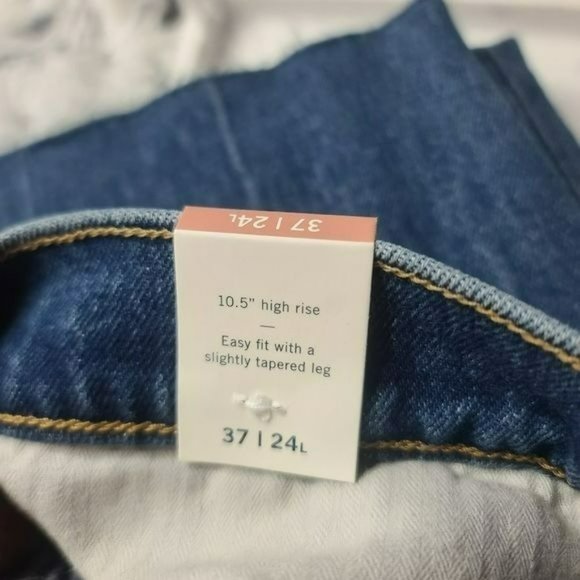 37 | 24L
10.5" high rise
—
Easy fit with a
slightly tapered leg
37 | 24L